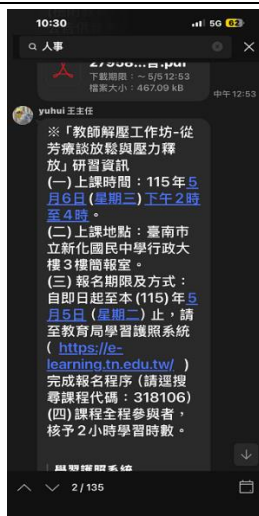 10:30
5G 62
人事
27958...音.pdf
下載期限：~ 5/5 12:53
檔案大小：467.09 kB
中午12:53
yuhui 王主任
※「教師解壓工作坊-從
芳療談放鬆與壓力釋
放」研習資訊
(一) 上課時間：115年5
月6日(星期三)下午2時
至4時。
(二) 上課地點：臺南市
立新化國民中學行政大
樓3樓簡報室。
(三) 報名期限及方式：
自即日起至本 (115) 年5
月5日 (星期二) 止，請
至教育局學習護照系統
( https://e-
learning.tn.edu.tw/ )
完成報名程序 (請逕搜
尋課程代碼：318106)
(四) 課程全程參與者，
核予2小時學習時數。
學習護照系統
2/135